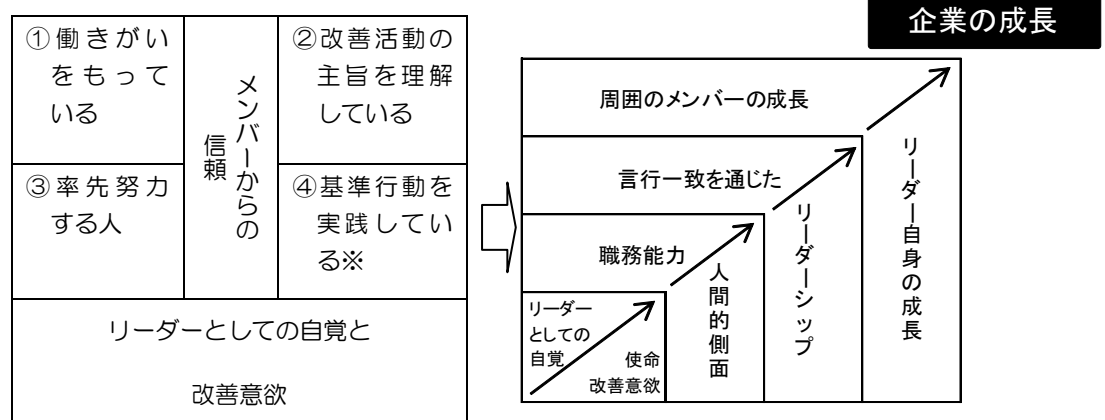 企業の成長
①働きがい
をもって
いる
メンバーからの
信頼
②改善活動の
主旨を理解
している
③率先努力
する人
④基準行動を
実践してい
る※
リーダーとしての自覚と
改善意欲
周囲のメンバーの成長
リーダー自身の成長
言行一致を通じた
リーダーシップ
職務能力
人間的側面
リーダー
としての
自覚
使命
改善意欲